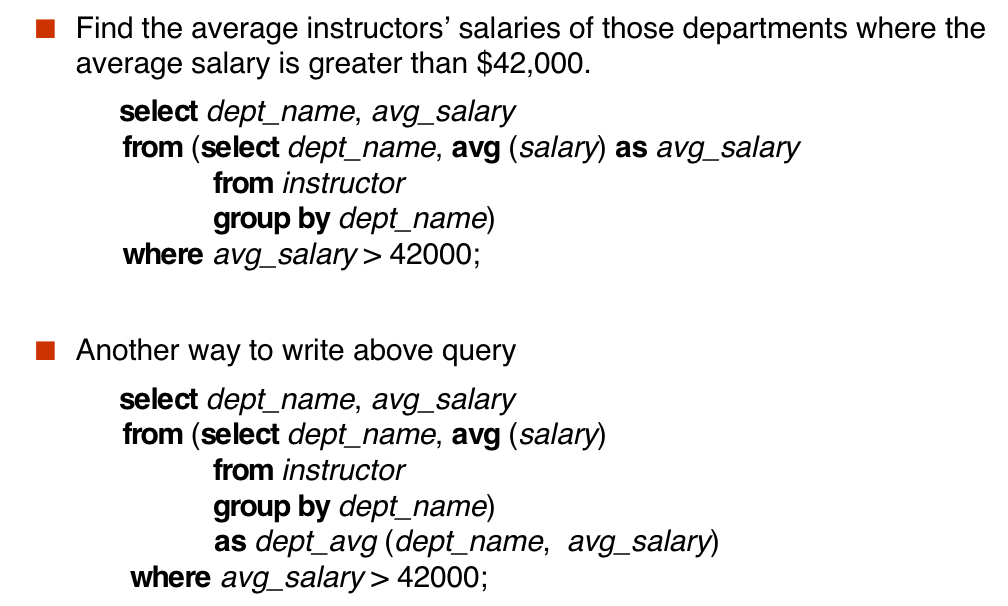 Find the average instructors’ salaries of those departments where the
average salary is greater than $42,000.
select dept_name, avg_salary
from (select dept_name, avg (salary) as avg_salary
from instructor
group by dept_name)
where avg_salary > 42000;
Another way to write above query
select dept_name, avg_salary
from (select dept_name, avg (salary)
from instructor
group by dept_name)
as dept_avg (dept_name, avg_salary)
where avg_salary > 42000;